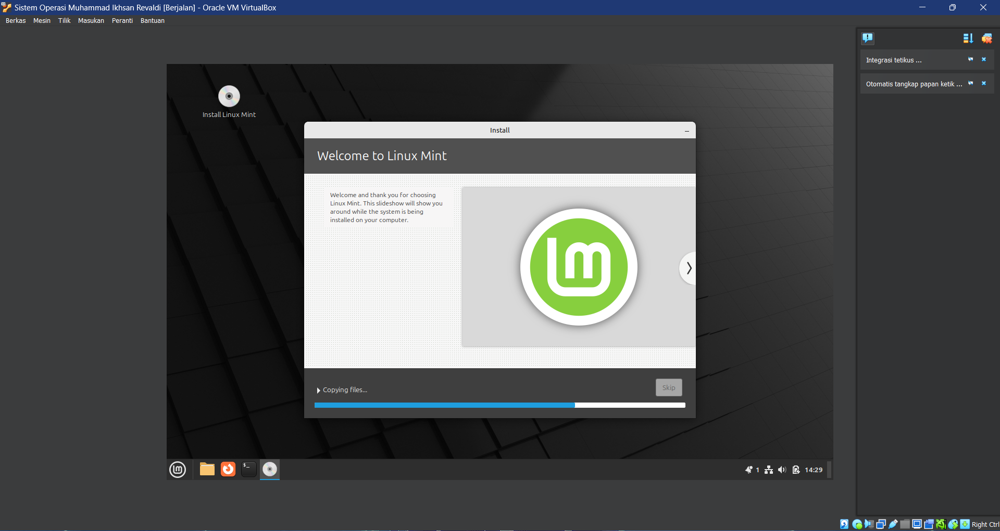 Sistem Operasi Muhammad Ikhsan Revaldi [Berjalan] - Oracle VM VirtualBox
Berkas Mesin Tilik Masukan Peranti Bantuan
Integrasi tetikus ...
Otomatis tangkap papan ketik ...
Install Linux Mint
Install
Welcome to Linux Mint
Welcome and thank you for choosing
Linux Mint. This slideshow will show you
around while the system is being
installed on your computer.
Copying files...
Skip
1 14:29
Right Ctrl